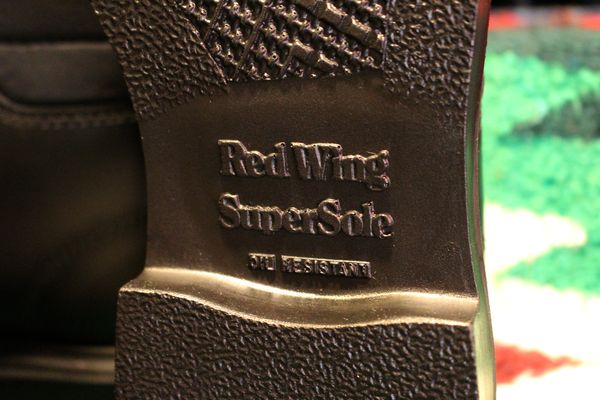 Red Wing
SuperSole
OIL RESISTANT